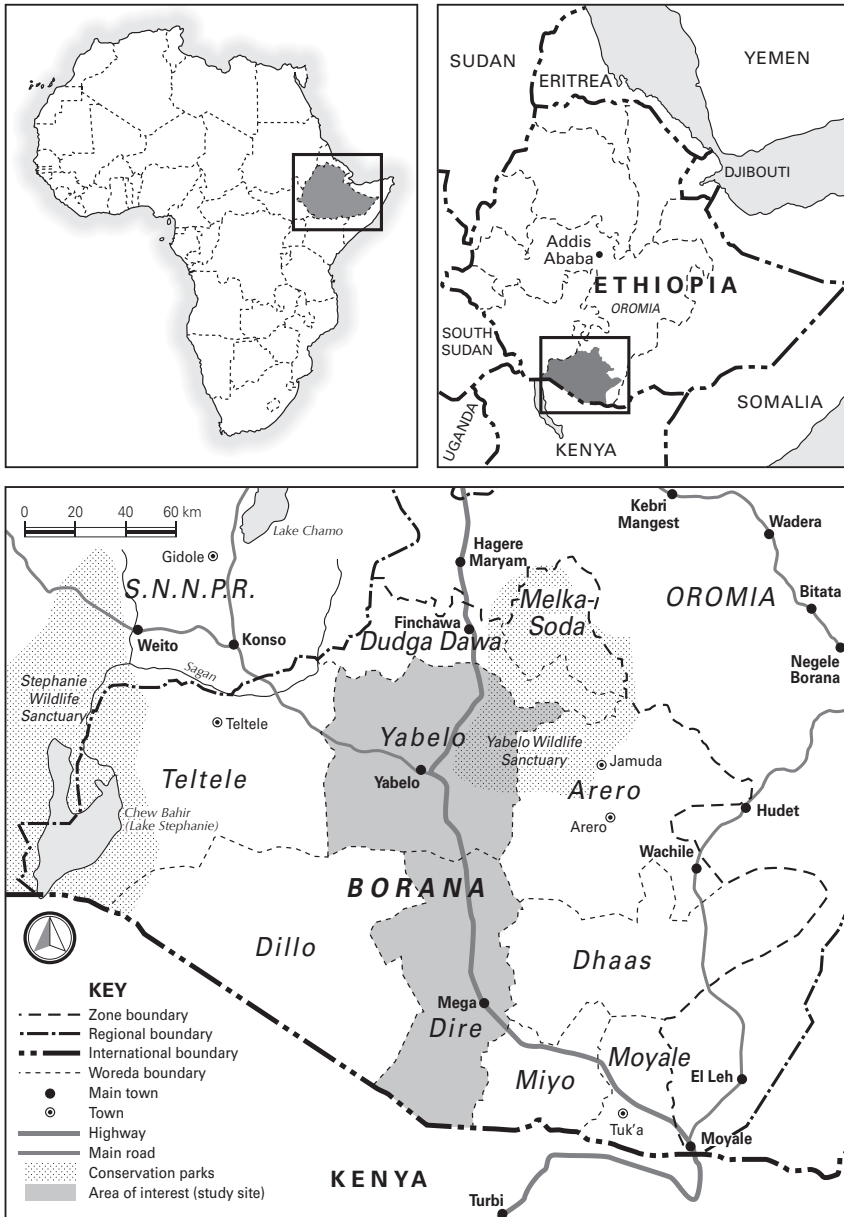 SUDAN
YEMEN
ERITREA
DJIBOUTI
Addis
Ababa
ETHIOPIA
OROMIA
SOUTH
SUDAN
SOMALIA
UGANDA
KENYA
0 20 40 60 km
Lake Chamo
Kebri
Mangest
Wadera
Gidole
Hagere
Maryam
S.N.N.P.R.
Melka-
Soda
OROMIA
Bitata
Finchawa
Weito
Konso
Dudga Dawa
Negele
Borana
Sagan
Stephanie
Wildlife
Sanctuary
Teltele
Yabelo
Yabelo Wildlife
Sanctuary
Jamuda
Teltele
Yabelo
Arero
Chew Bahir
(Lake Stephanie)
Arero
Hudet
Wachile
BORANA
Dillo
Dhaas
KEY
Mega
Zone boundary
Dire
Regional boundary
International boundary
Moyale
Woreda boundary
Miyo
El Leh
Main town
Town
Tuk'a
Highway
Moyale
Main road
Conservation parks
KENYA
Area of interest (study site)
Turbi